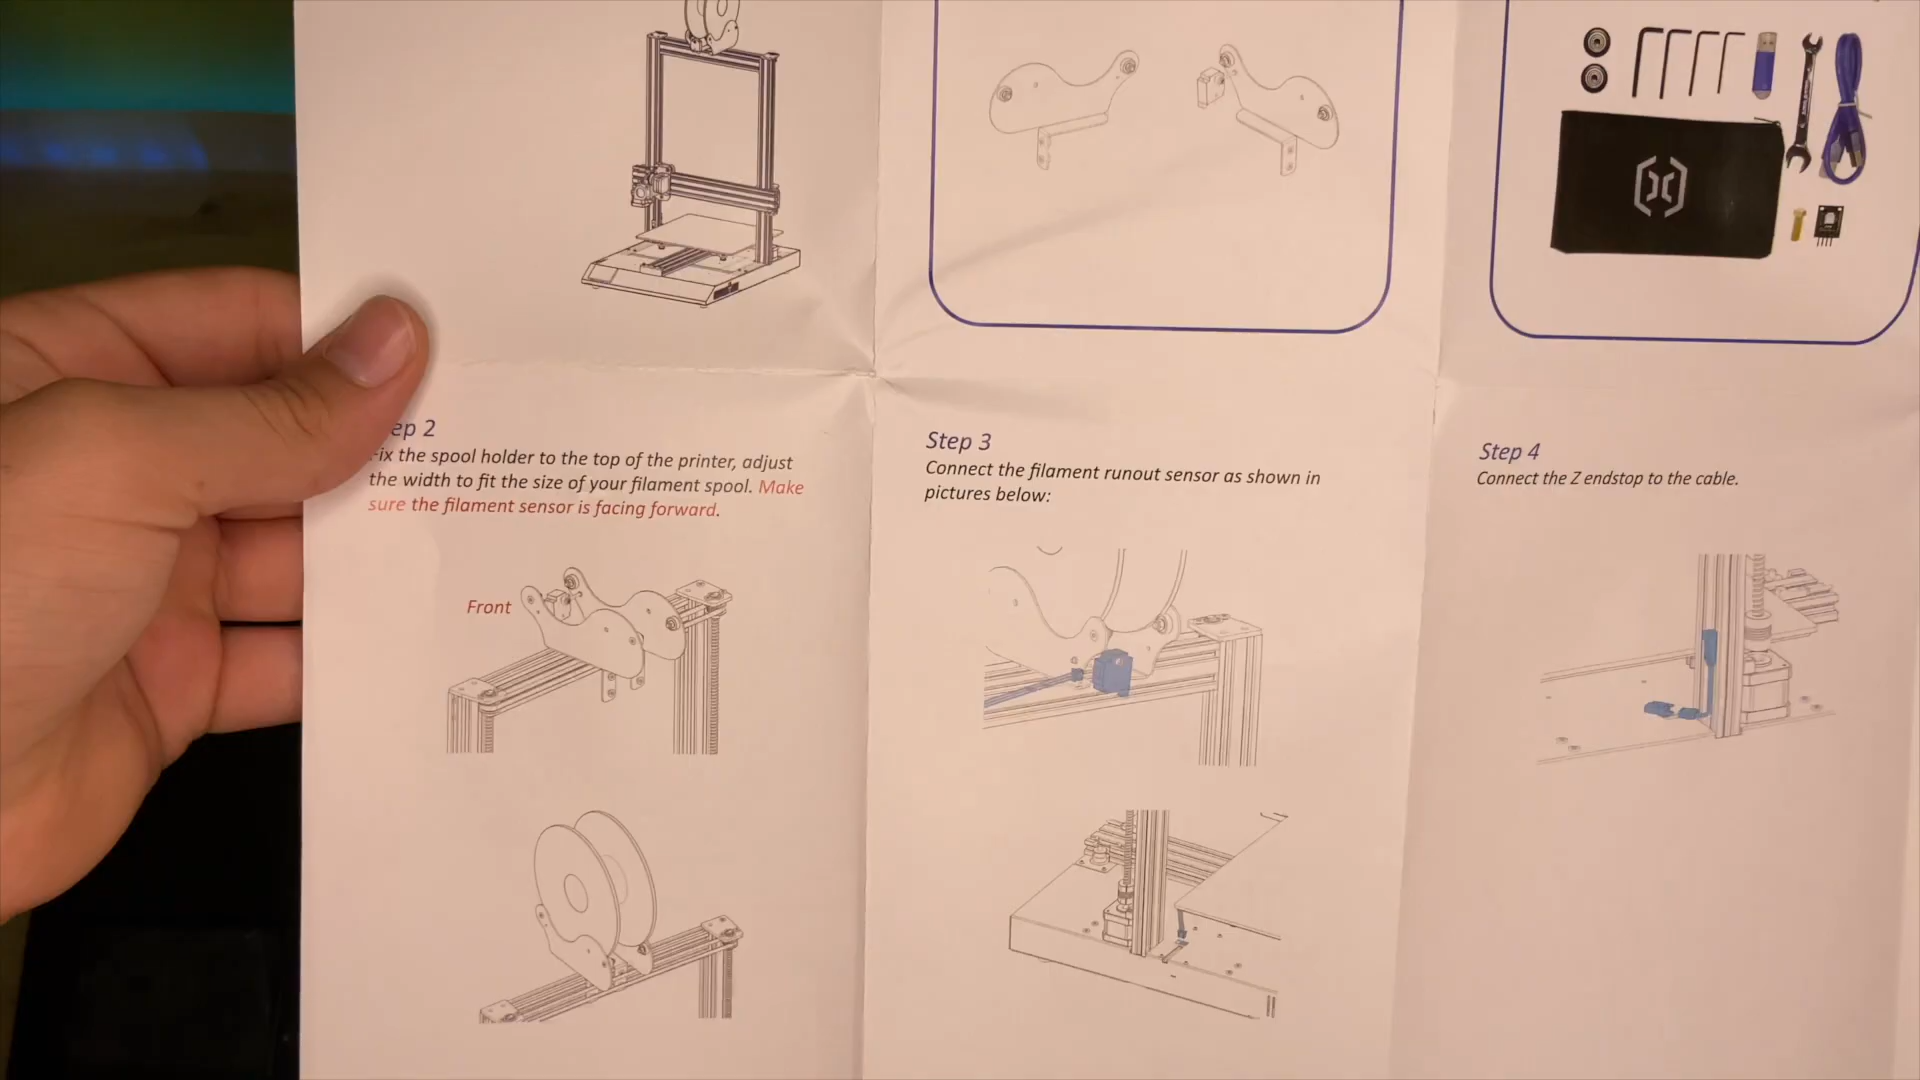 ep 2
ix the spool holder to the top of the printer, adjust
the width to fit the size of your filament spool. Make
sure the filament sensor is facing forward.
Front
Step 3
Connect the filament runout sensor as shown in
pictures below:
Step 4
Connect the Z endstop to the cable.